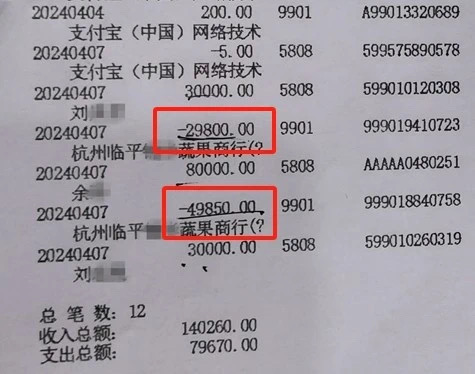 20240404 200.00 9901 A99013320689
支付宝（中国）网络技术
20240407 -5.00 5808 599575890578
支付宝（中国）网络技术
20240407 30000.00 5808 599010120308
刘
20240407 -29800.00 9901 999019410723
杭州临平 蔬果商行(?
20240407 80000.00 5808 AAAAA0480251
余
20240407 -49850.00 9901 999018840758
杭州临平 蔬果商行(?
20240407 30000.00 5808 599010260319
刘
总 笔 数: 12
收入总额: 140260.00
支出总额: 79670.00